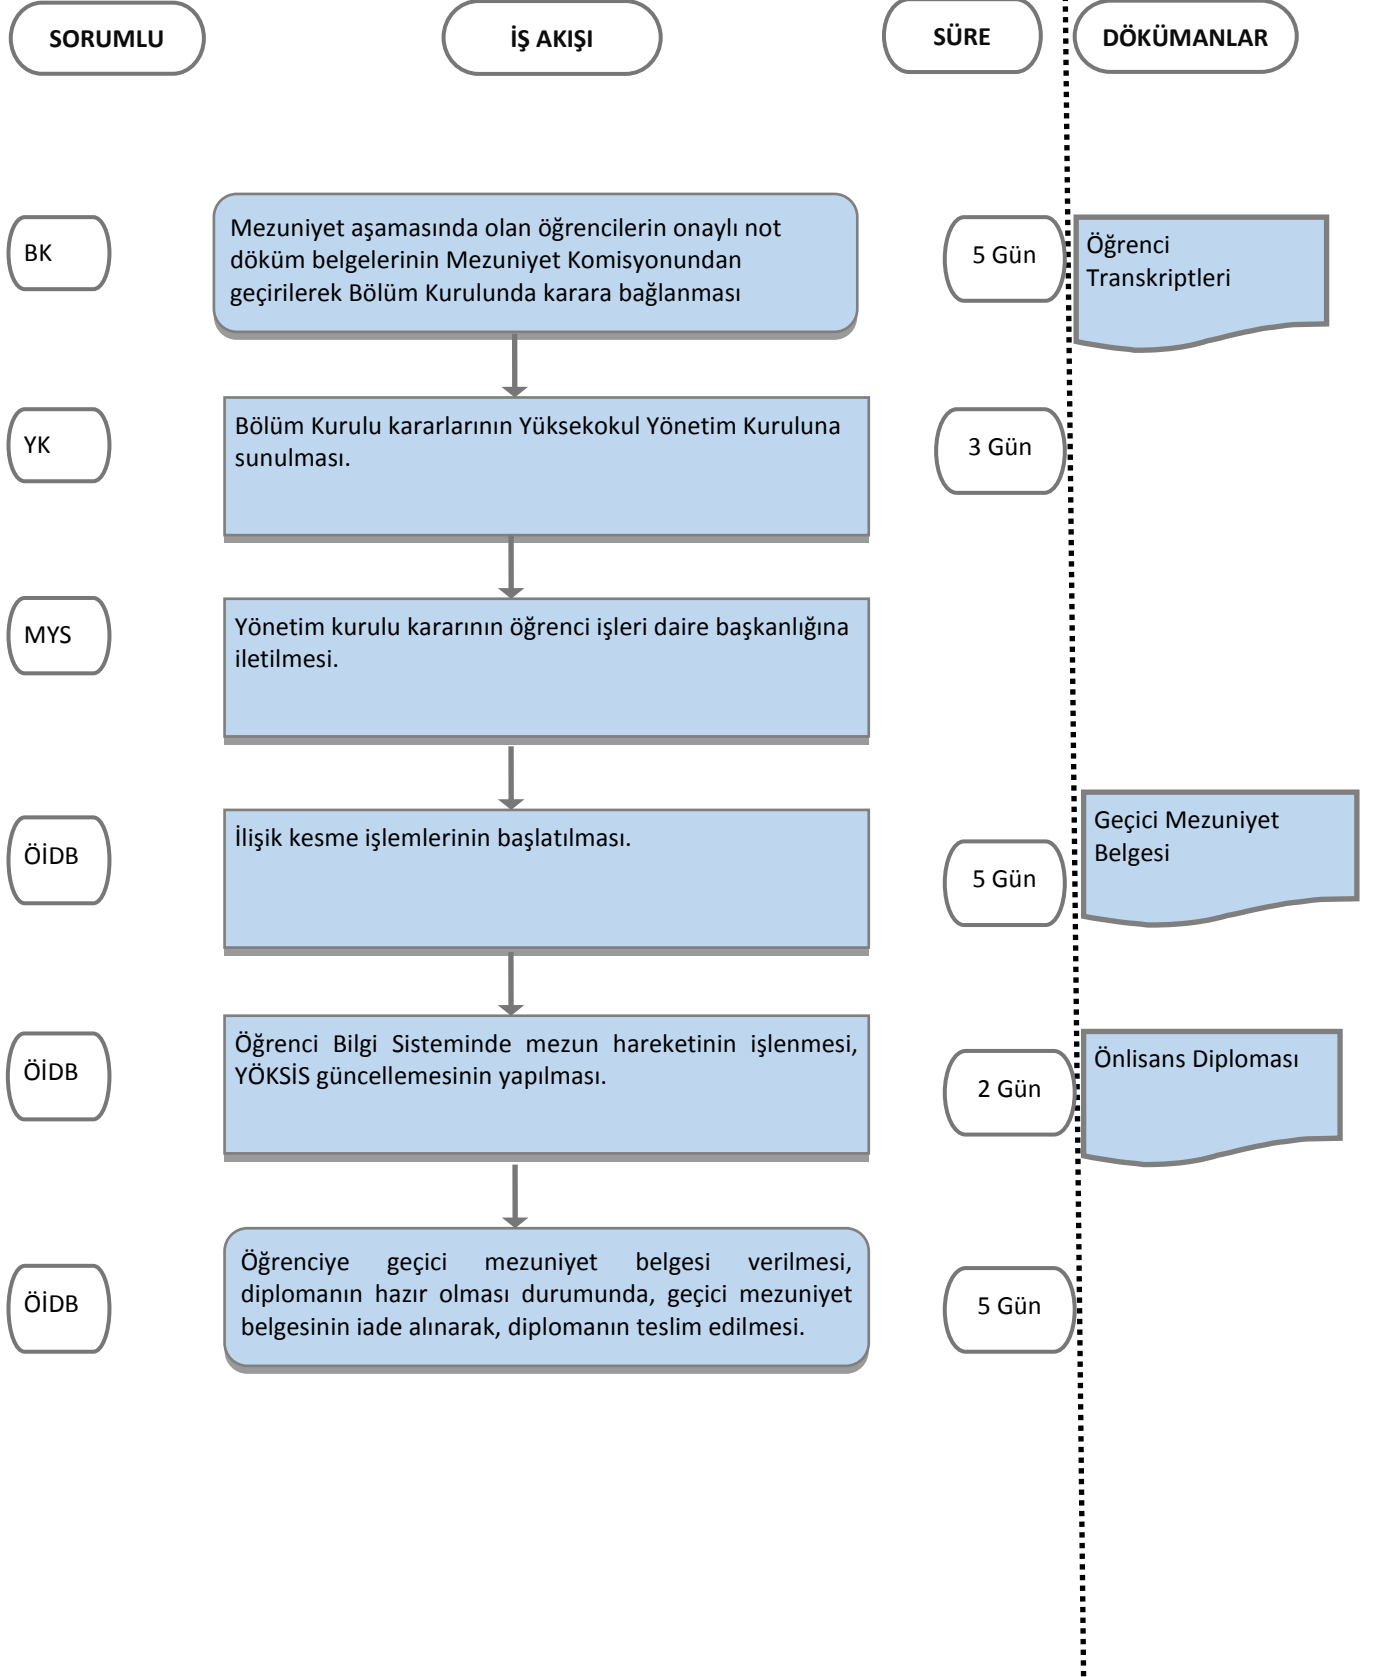 SORUMLU
İŞ AKIŞI
SÜRE
DÖKÜMANLAR
BK
Mezuniyet aşamasında olan öğrencilerin onaylı not
döküm belgelerinin Mezuniyet Komisyonundan
geçirilerek Bölüm Kurulunda karara bağlanması
5 Gün
Öğrenci
Transkriptleri
YK
Bölüm Kurulu kararlarının Yüksekokul Yönetim Kuruluna
sunulması.
3 Gün
MYS
Yönetim kurulu kararının öğrenci işleri daire başkanlığına
iletilmesi.
ÖİDB
İlişik kesme işlemlerinin başlatılması.
5 Gün
Geçici Mezuniyet
Belgesi
ÖİDB
Öğrenci Bilgi Sisteminde mezun hareketinin işlenmesi,
YÖKSİS güncellemesinin yapılması.
2 Gün
Önlisans Diploması
ÖİDB
Öğrenciye geçici mezuniyet belgesi verilmesi,
diplomanın hazır olması durumunda, geçici mezuniyet
belgesinin iade alınarak, diplomanın teslim edilmesi.
5 Gün